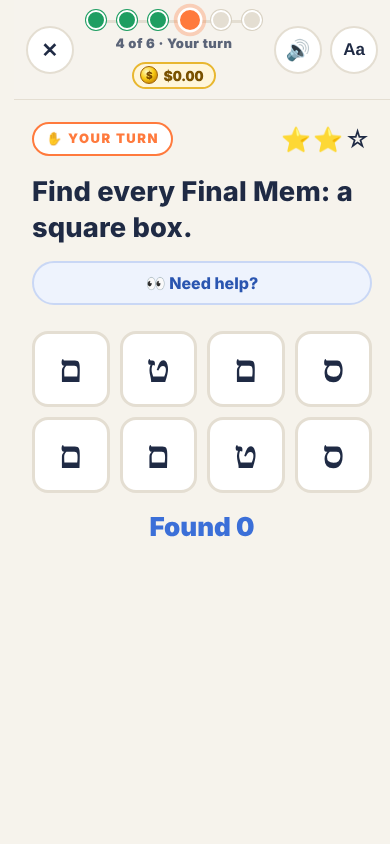 4 of 6 · Your turn
$0.00
Aa
YOUR TURN
Find every Final Mem: a
square box.
Need help?
ם ט ם ס
ם ם ט ס
Found 0